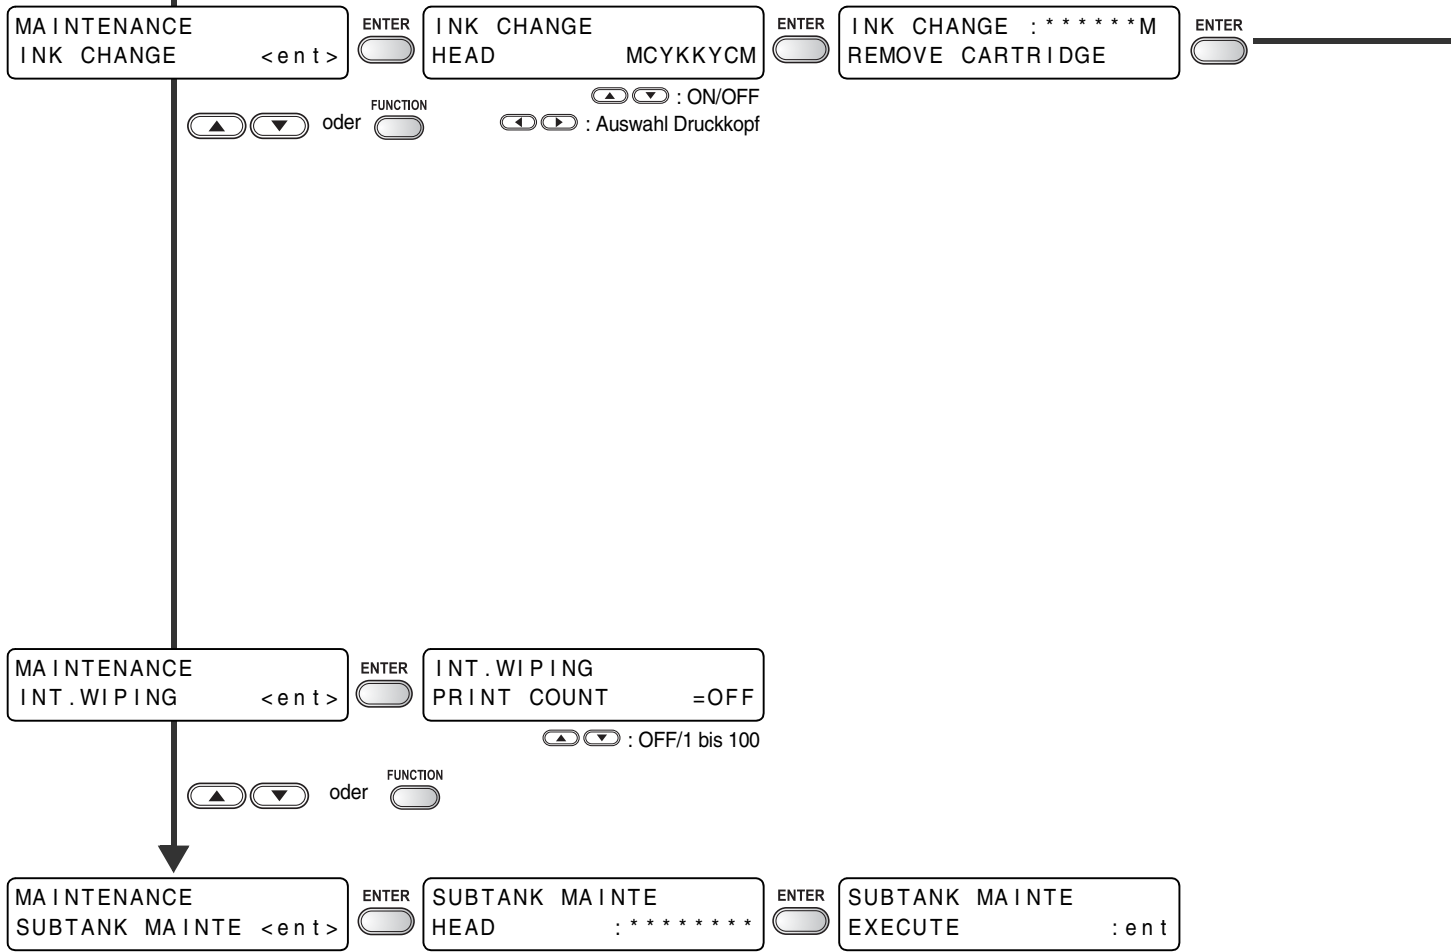 MAINTENANCE
INK CHANGE <ent>
ENTER
INK CHANGE
HEAD MCYKKYCM
ENTER
INK CHANGE :******M
REMOVE CARTRIDGE
ENTER
: ON/OFF
: Auswahl Druckkopf
oder
FUNCTION
MAINTENANCE
INT.WIPING <ent>
ENTER
INT.WIPING
PRINT COUNT =OFF
: OFF/1 bis 100
oder
FUNCTION
MAINTENANCE
SUBTANK MAINTE <ent>
ENTER
SUBTANK MAINTE
HEAD :********
ENTER
SUBTANK MAINTE
EXECUTE :ent